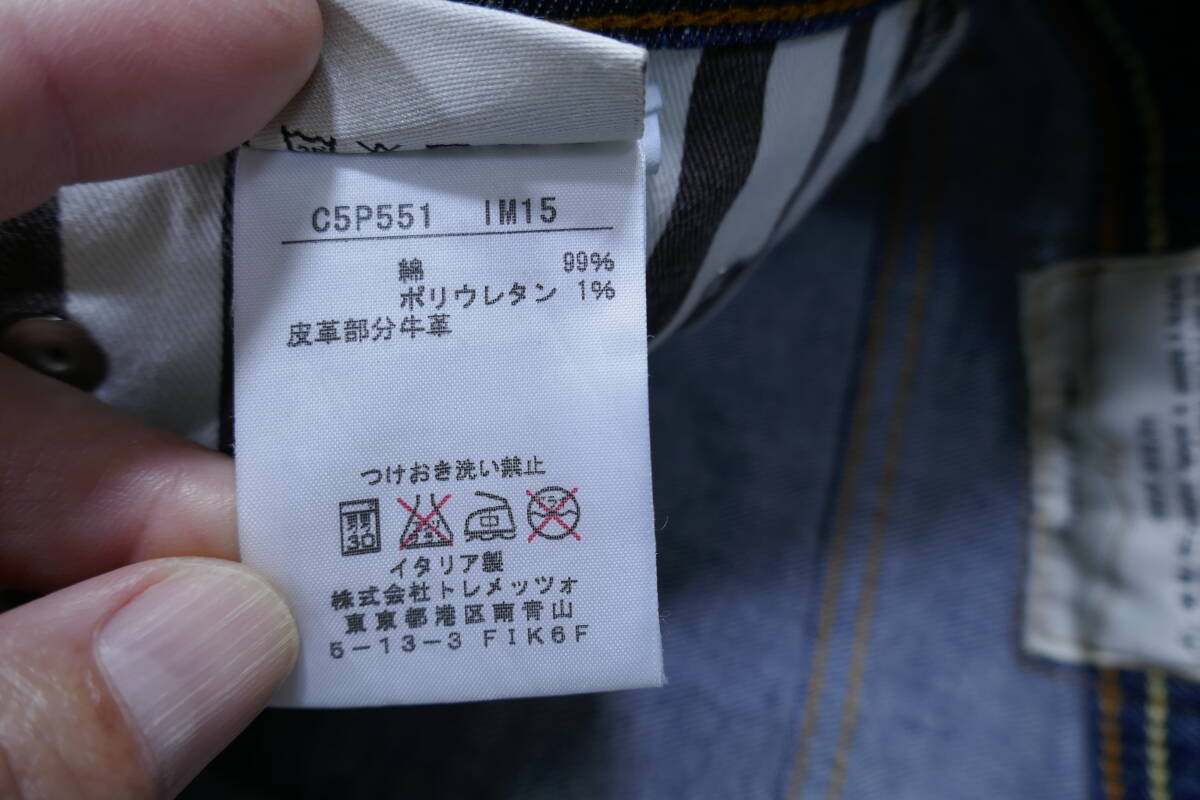 C5P551 IM15
綿 99%
ポリウレタン 1%
皮革部分牛革
つけおき洗い禁止
30
イタリア製
株式会社トレメッツォ
東京都港区南青山
5-13-3 FIK6F